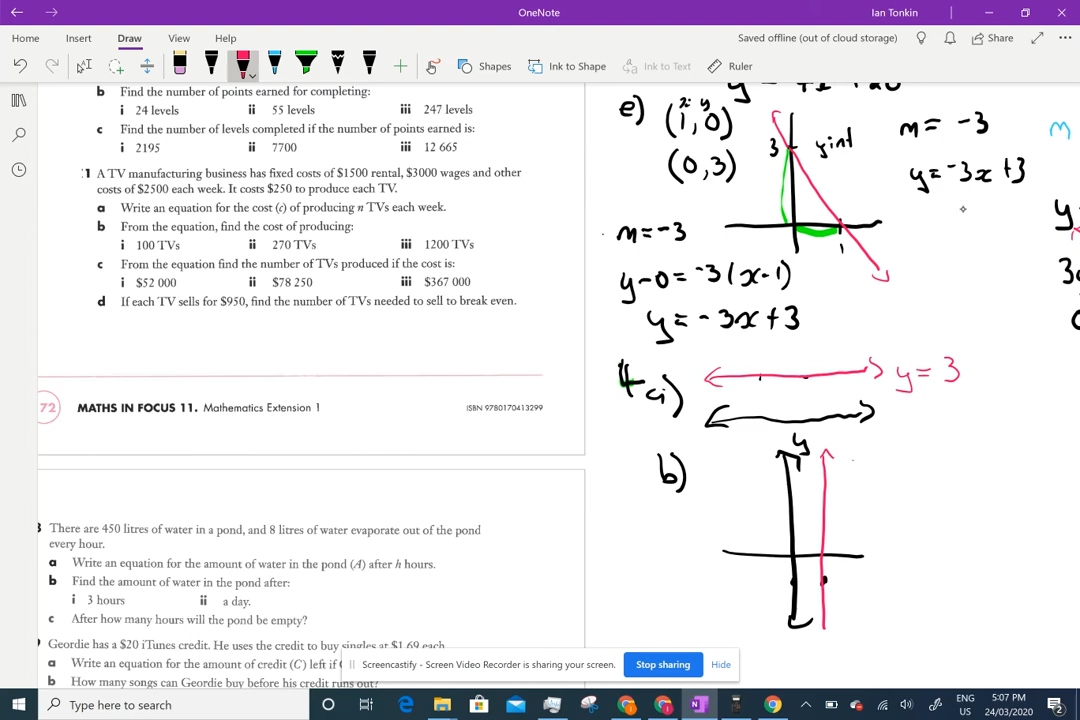 OneNote
Ian Tonkin
Home Insert Draw View Help
Saved offline (out of cloud storage)
Share
Shapes
Ink to Shape
Ink to Text
Ruler
b Find the number of points earned for completing:
i 24 levels ii 55 levels iii 247 levels
c Find the number of levels completed if the number of points earned is:
i 2195 ii 7700 iii 12 665
1 A TV manufacturing business has fixed costs of $1500 rental, $3000 wages and other
costs of $2500 each week. It costs $250 to produce each TV.
a Write an equation for the cost (c) of producing n TVs each week.
b From the equation, find the cost of producing:
i 100 TVs ii 270 TVs iii 1200 TVs
c From the equation find the number of TVs produced if the cost is:
i $52 000 ii $78 250 iii $367 000
d If each TV sells for $950, find the number of TVs needed to sell to break even.
72 MATHS IN FOCUS 11. Mathematics Extension 1 ISBN 9780170413299
There are 450 litres of water in a pond, and 8 litres of water evaporate out of the pond
every hour.
a Write an equation for the amount of water in the pond (A) after h hours.
b Find the amount of water in the pond after:
i 3 hours ii a day.
c After how many hours will the pond be empty?
Geordie has a $20 iTunes credit. He uses the credit to buy singles at $1.69 each
a Write an equation for the amount of credit (C) left if
b How many songs can Geordie buy before his credit runs out?
e) (1, 0)
x y
(0, 3)
3 y int
1
m = -3
y = -3x + 3
m
m = -3
y - 0 = -3(x - 1)
y = -3x + 3
4
y = 3
y
b)
Screencastify - Screen Video Recorder is sharing your screen.
Stop sharing
Hide
Type here to search
ENG
US
5:07 PM
24/03/2020
2